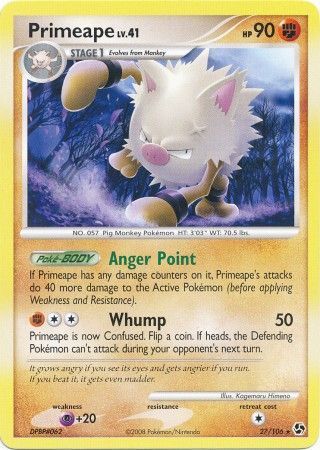 Primeape LV.41
HP 90
STAGE 1 Evolves from Mankey
NO. 057 Pig Monkey Pokémon HT: 3'03" WT: 70.5 lbs.
Poké-BODY Anger Point
If Primeape has any damage counters on it, Primeape's attacks
do 40 more damage to the Active Pokémon (before applying
Weakness and Resistance).
Whump 50
Primeape is now Confused. Flip a coin. If heads, the Defending
Pokémon can't attack during your opponent's next turn.
It grows angry if you see its eyes and gets angrier if you run.
If you beat it, it gets even madder.
Illus. Kagemaru Himeno
weakness resistance retreat cost
+20
DPBP#062 ©2008 Pokémon/Nintendo 27/106